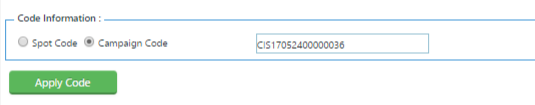 Code Information :
Spot Code Campaign Code CIS17052400000036
Apply Code